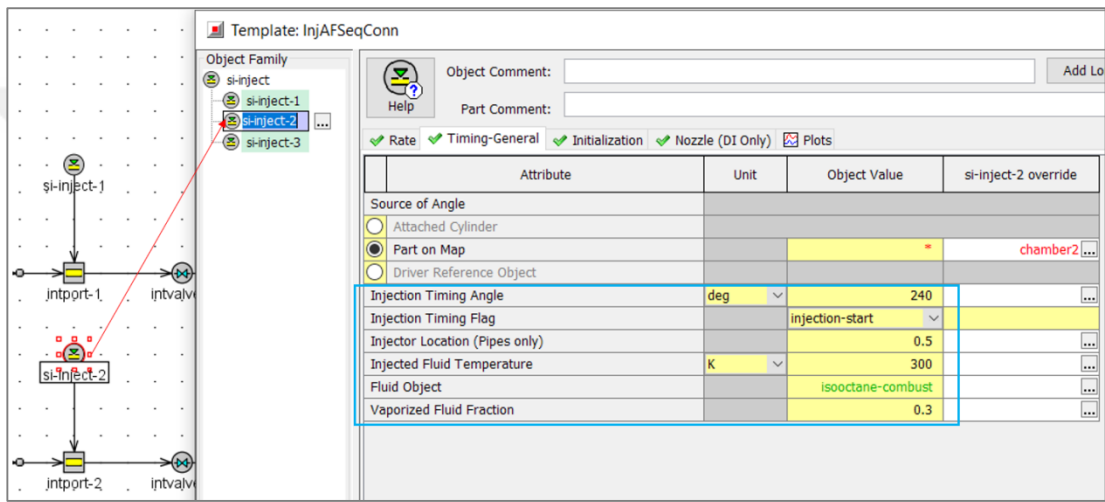 Template: InjAFSeqConn
Object Family
si-inject
si-inject-1
si-inject-2
...
si-inject-3
Help
Object Comment:
Add Lo
Part Comment:
Rate
Timing-General
Initialization
Nozzle (DI Only)
Plots
Attribute Unit Object Value si-inject-2 override
Source of Angle
Attached Cylinder
Part on Map * chamber2 ...
Driver Reference Object
Injection Timing Angle deg 240 ...
Injection Timing Flag injection-start
Injector Location (Pipes only) 0.5 ...
Injected Fluid Temperature K 300 ...
Fluid Object isooctane-combust ...
Vaporized Fluid Fraction 0.3 ...
si-inject-1
intport-1 intvalv
si-inject-2
intport-2 intvalv